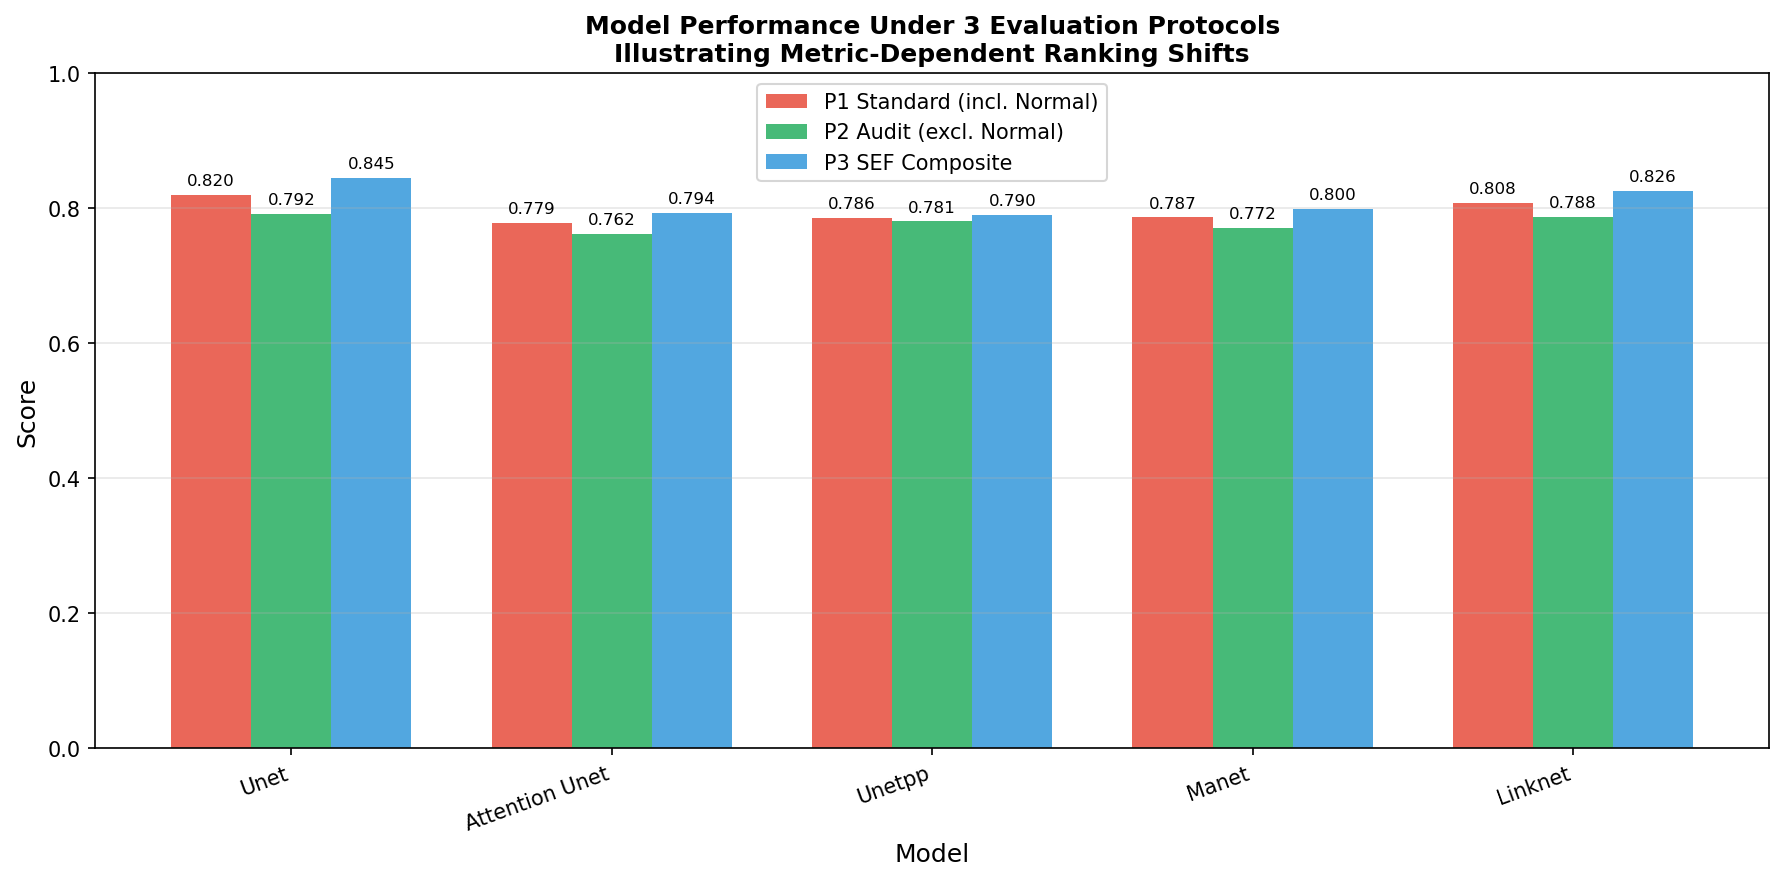 Model Performance Under 3 Evaluation Protocols
Illustrating Metric-Dependent Ranking Shifts
P1 Standard (incl. Normal)
P2 Audit (excl. Normal)
P3 SEF Composite
Score
1.0
0.8
0.6
0.4
0.2
0.0
0.820
0.792
0.845
0.779
0.762
0.794
0.786
0.781
0.790
0.787
0.772
0.800
0.808
0.788
0.826
Unet
Attention Unet
Unetpp
Manet
Linknet
Model